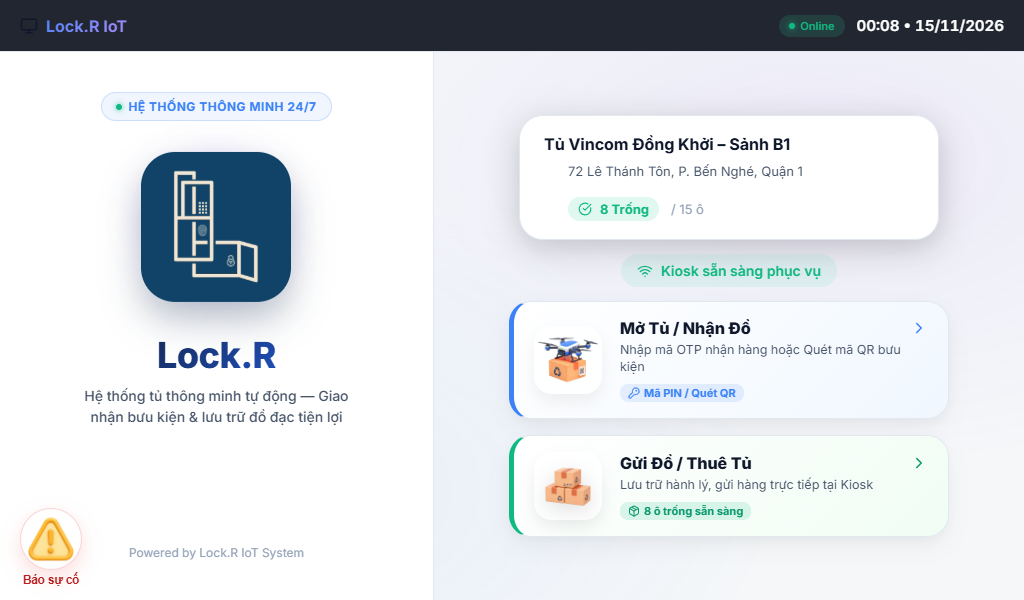 Lock.R IoT
Online
00:08 • 15/11/2026
HỆ THỐNG THÔNG MINH 24/7
Lock.R
Hệ thống tủ thông minh tự động — Giao
nhận bưu kiện & lưu trữ đồ đạc tiện lợi
Báo sự cố
Powered by Lock.R IoT System
Tủ Vincom Đồng Khởi – Sảnh B1
72 Lê Thánh Tôn, P. Bến Nghé, Quận 1
8 Trống / 15 ô
Kiosk sẵn sàng phục vụ
Mở Tủ / Nhận Đồ
Nhập mã OTP nhận hàng hoặc Quét mã QR bưu
kiện
Mã PIN / Quét QR
Gửi Đồ / Thuê Tủ
Lưu trữ hành lý, gửi hàng trực tiếp tại Kiosk
8 ô trống sẵn sàng